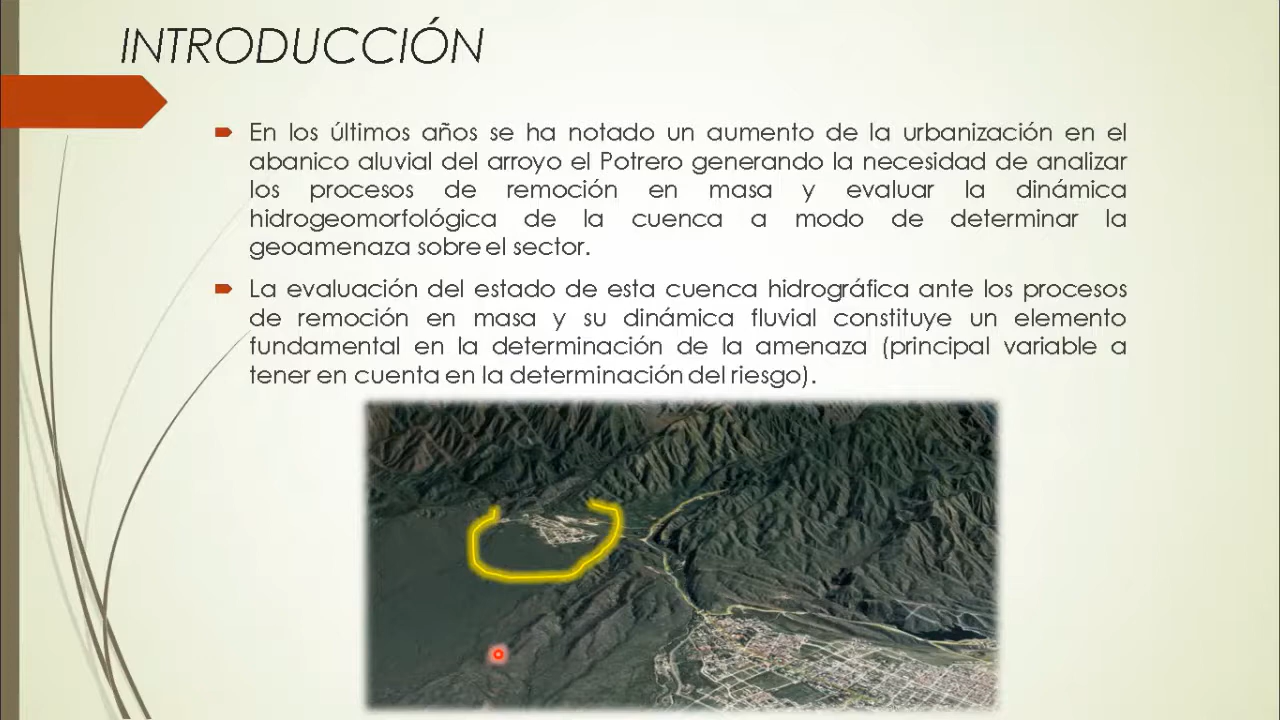 INTRODUCCIÓN
En los últimos años se ha notado un aumento de la urbanización en el
abanico aluvial del arroyo el Potrero generando la necesidad de analizar
los procesos de remoción en masa y evaluar la dinámica
hidrogeomorfológica de la cuenca a modo de determinar la
geoamenaza sobre el sector.
La evaluación del estado de esta cuenca hidrográfica ante los procesos
de remoción en masa y su dinámica fluvial constituye un elemento
fundamental en la determinación de la amenaza (principal variable a
tener en cuenta en la determinación del riesgo).